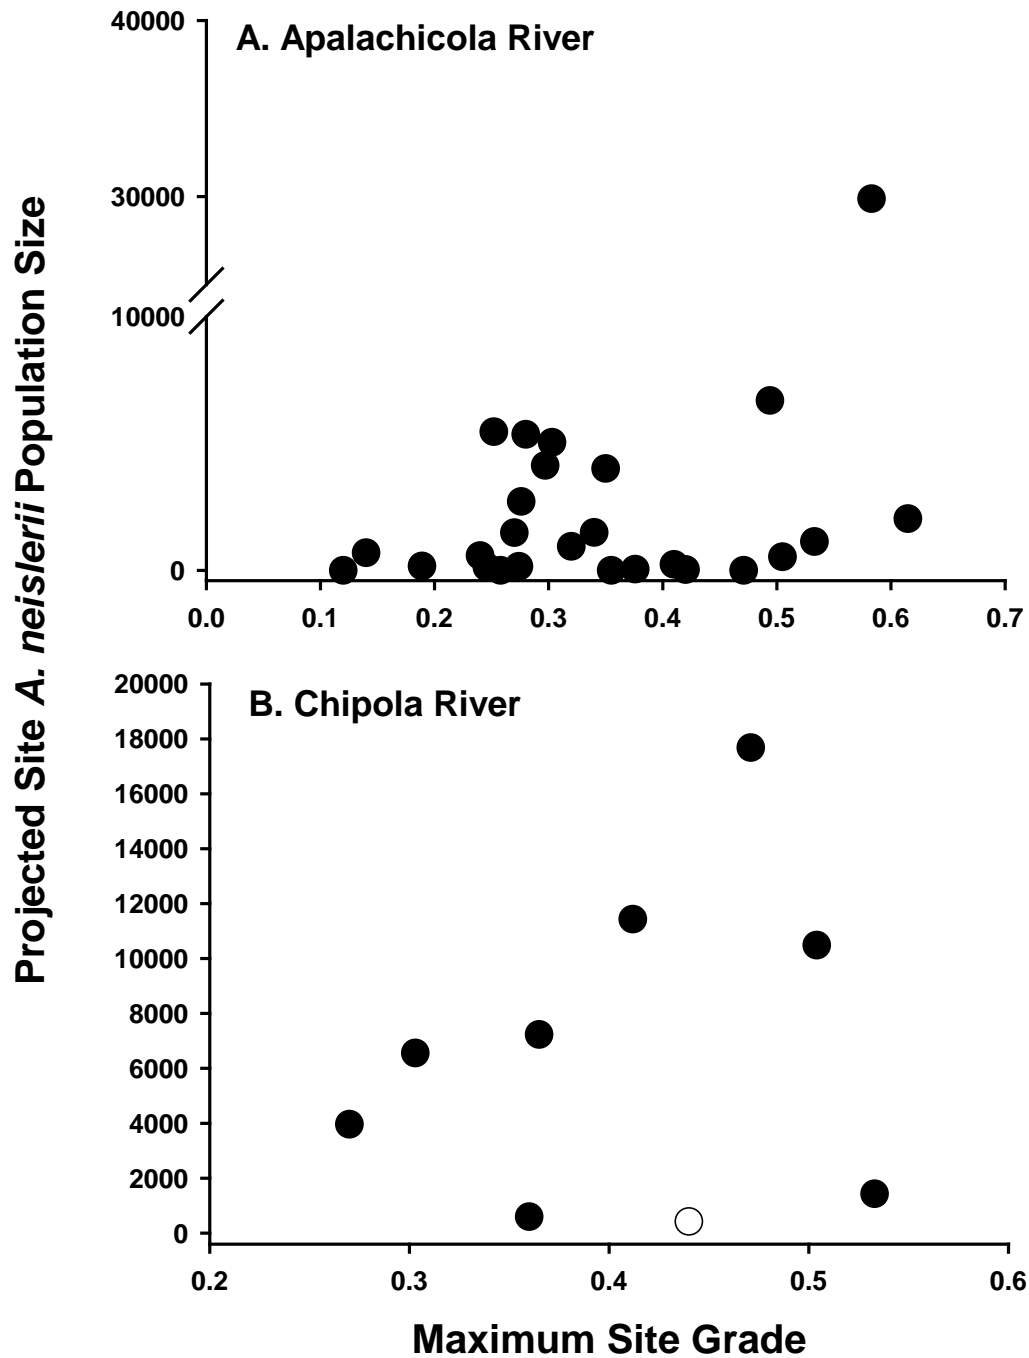 Projected Site A. neislerii Population Size
A. Apalachicola River
40000
30000
10000
0
0.0 0.1 0.2 0.3 0.4 0.5 0.6 0.7
B. Chipola River
20000
18000
16000
14000
12000
10000
8000
6000
4000
2000
0
0.2 0.3 0.4 0.5 0.6
Maximum Site Grade